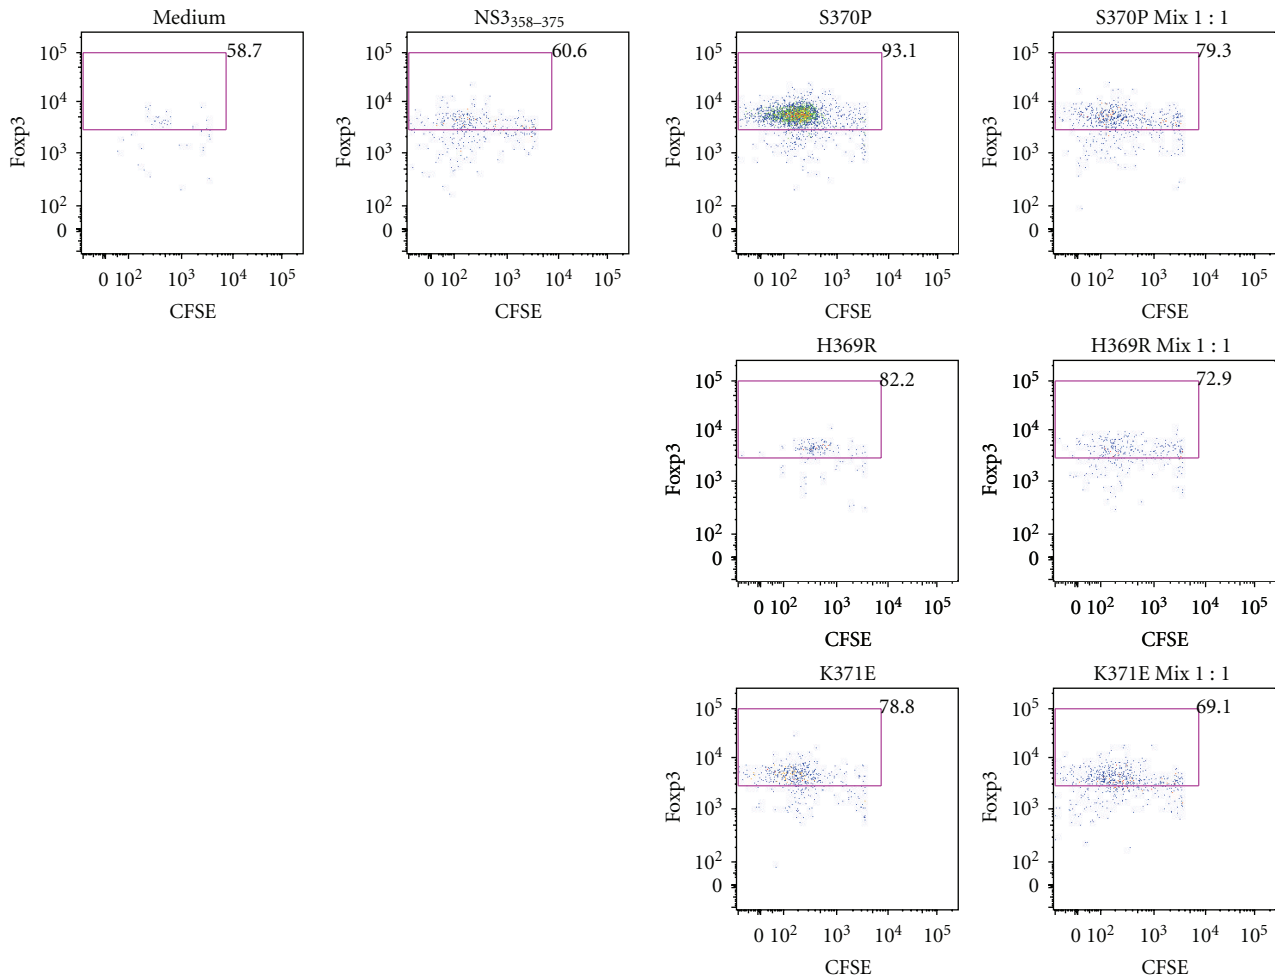 Medium
58.7
10⁵
10⁴
10³
10²
0
Foxp3
0 10² 10³ 10⁴ 10⁵
CFSE
NS3₃₅₈₋₃₇₅
60.6
10⁵
10⁴
10³
10²
0
Foxp3
0 10² 10³ 10⁴ 10⁵
CFSE
S370P
93.1
10⁵
10⁴
10³
10²
0
Foxp3
0 10² 10³ 10⁴ 10⁵
CFSE
S370P Mix 1 : 1
79.3
10⁵
10⁴
10³
10²
0
Foxp3
0 10² 10³ 10⁴ 10⁵
CFSE
H369R
82.2
10⁵
10⁴
10³
10²
0
Foxp3
0 10² 10³ 10⁴ 10⁵
CFSE
H369R Mix 1 : 1
72.9
10⁵
10⁴
10³
10²
0
Foxp3
0 10² 10³ 10⁴ 10⁵
CFSE
K371E
78.8
10⁵
10⁴
10³
10²
0
Foxp3
0 10² 10³ 10⁴ 10⁵
CFSE
K371E Mix 1 : 1
69.1
10⁵
10⁴
10³
10²
0
Foxp3
0 10² 10³ 10⁴ 10⁵
CFSE